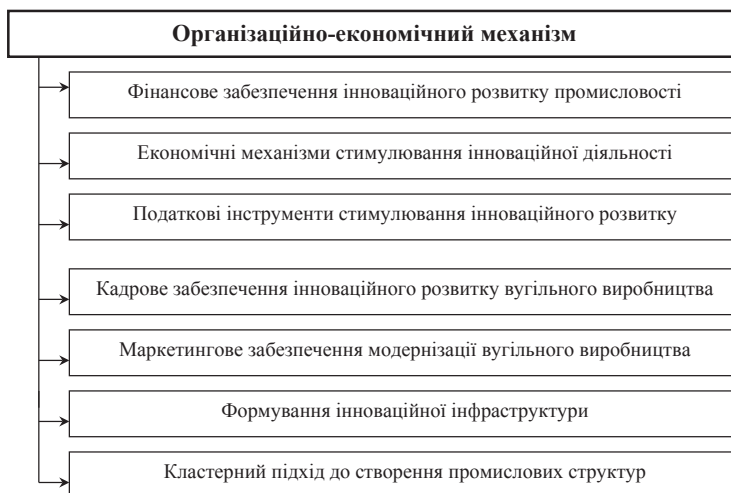 Організаційно-економічний механізм
Фінансове забезпечення інноваційного розвитку промисловості
Економічні механізми стимулювання інноваційної діяльності
Податкові інструменти стимулювання інноваційного розвитку
Кадрове забезпечення інноваційного розвитку вугільного виробництва
Маркетингове забезпечення модернізації вугільного виробництва
Формування інноваційної інфраструктури
Кластерний підхід до створення промислових структур